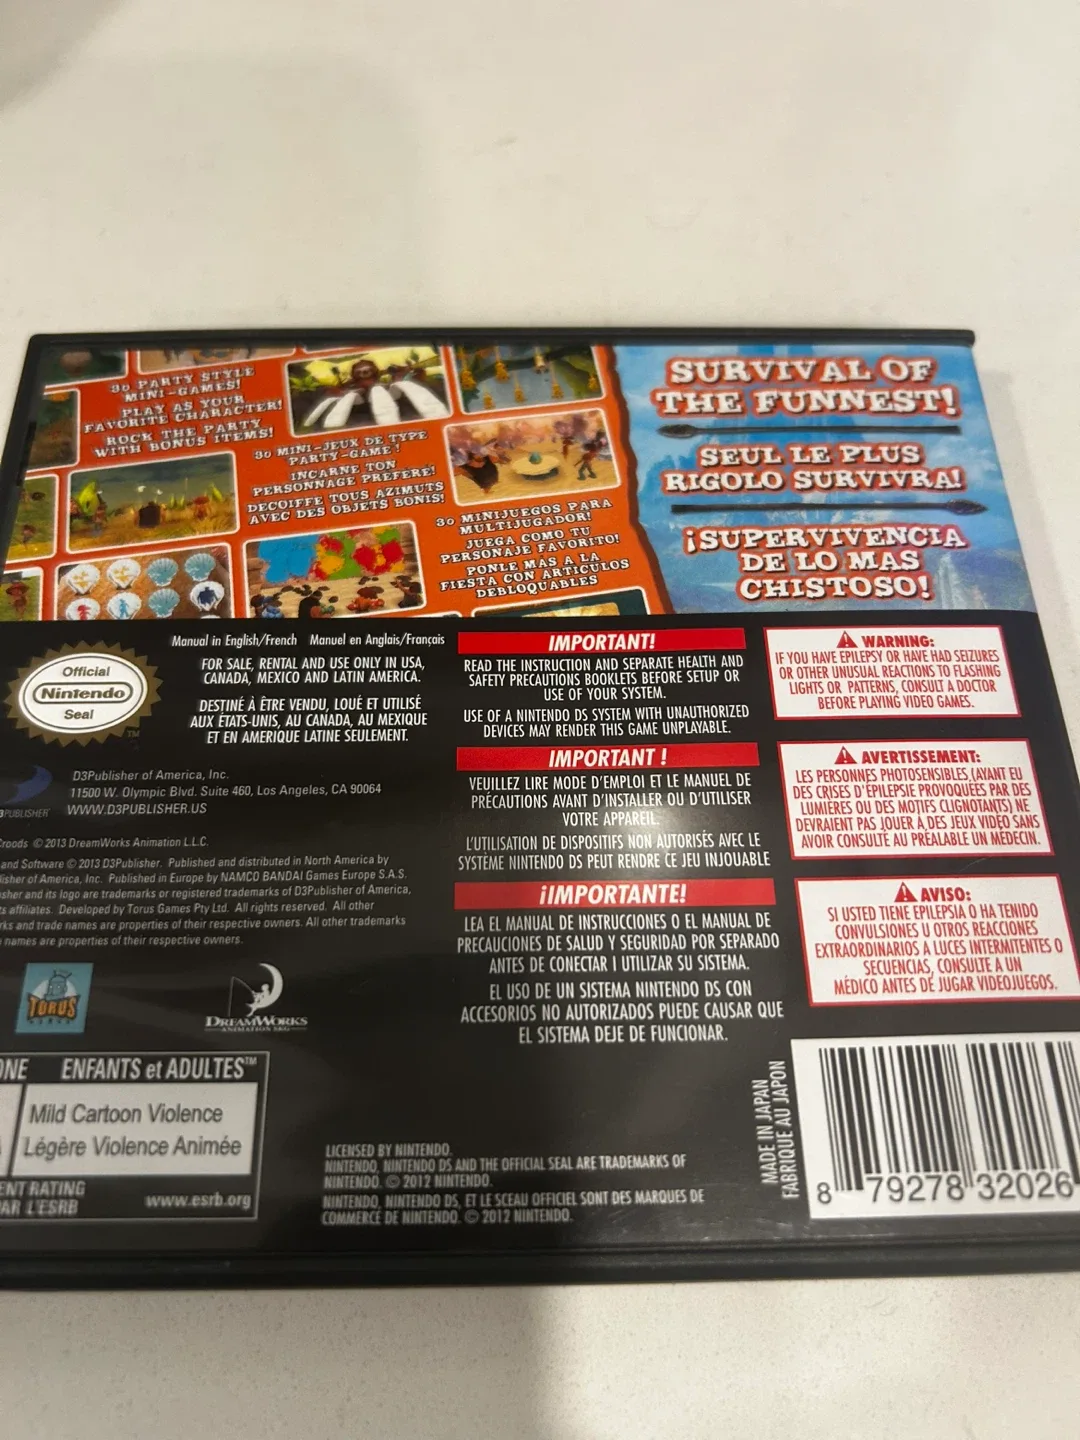 30 PARTY STYLE
MINI-GAMES!
PLAY AS YOUR
FAVORITE CHARACTER!
ROCK THE PARTY
WITH BONUS ITEMS!
30 MINI-JEUX DE TYPE
PARTY-GAME !
INCARNE TON
PERSONNAGE PRÉFÉRÉ!
DÉCOIFFE TOUS AZIMUTS
AVEC DES OBJETS BONIS!
30 MINIJUEGOS PARA
MULTIJUGADOR!
JUEGA COMO TU
PERSONAJE FAVORITO!
PONLE MAS A LA
FIESTA CON ARTICULOS
DEBLOQUABLES
SURVIVAL OF
THE FUNNEST!
SEUL LE PLUS
RIGOLO SURVIVRA!
¡SUPERVIVENCIA
DE LO MAS
CHISTOSO!
Official
Nintendo
Seal
TM
Manual in English/French Manuel en Anglais/Français
FOR SALE, RENTAL AND USE ONLY IN USA,
CANADA, MEXICO AND LATIN AMERICA.
DESTINÉ À ÊTRE VENDU, LOUÉ ET UTILISÉ
AUX ÉTATS-UNIS, AU CANADA, AU MEXIQUE
ET EN AMERIQUE LATINE SEULEMENT.
D3Publisher of America, Inc.
11500 W. Olympic Blvd. Suite 460, Los Angeles, CA 90064
WWW.D3PUBLISHER.US
PUBLISHER
Croods © 2013 DreamWorks Animation L.L.C.
and Software © 2013 D3Publisher. Published and distributed in North America by
of America, Inc. Published in Europe by NAMCO BANDAI Games Europe S.A.S.
and its logo are trademarks or registered trademarks of D3Publisher of America,
affiliates. Developed by Torus Games Pty Ltd. All rights reserved. All other
and trade names are properties of their respective owners. All other trademarks
names are properties of their respective owners.
TORUS
GAMES
DREAMWORKS
ANIMATION SKG
ENFANTS et ADULTES™
Mild Cartoon Violence
Légère Violence Animée
RATING
PAR L'ESRB
www.esrb.org
IMPORTANT!
READ THE INSTRUCTION AND SEPARATE HEALTH AND
SAFETY PRECAUTIONS BOOKLETS BEFORE SETUP OR
USE OF YOUR SYSTEM.
USE OF A NINTENDO DS SYSTEM WITH UNAUTHORIZED
DEVICES MAY RENDER THIS GAME UNPLAYABLE.
IMPORTANT !
VEUILLEZ LIRE MODE D'EMPLOI ET LE MANUEL DE
PRÉCAUTIONS AVANT D'INSTALLER OU D'UTILISER
VOTRE APPAREIL.
L'UTILISATION DE DISPOSITIFS NON AUTORISÉS AVEC LE
SYSTÈME NINTENDO DS PEUT RENDRE CE JEU INJOUABLE
¡IMPORTANTE!
LEA EL MANUAL DE INSTRUCCIONES O EL MANUAL DE
PRECAUCIONES DE SALUD Y SEGURIDAD POR SEPARADO
ANTES DE CONECTAR I UTILIZAR SU SISTEMA.
EL USO DE UN SISTEMA NINTENDO DS CON
ACCESORIOS NO AUTORIZADOS PUEDE CAUSAR QUE
EL SISTEMA DEJE DE FUNCIONAR.
WARNING:
IF YOU HAVE EPILEPSY OR HAVE HAD SEIZURES
OR OTHER UNUSUAL REACTIONS TO FLASHING
LIGHTS OR PATTERNS, CONSULT A DOCTOR
BEFORE PLAYING VIDEO GAMES.
AVERTISSEMENT:
LES PERSONNES PHOTOSENSIBLES (AYANT EU
DES CRISES D'ÉPILEPSIE PROVOQUÉES PAR DES
LUMIÈRES OU DES MOTIFS CLIGNOTANTS) NE
DEVRAIENT PAS JOUER À DES JEUX VIDÉO SANS
AVOIR CONSULTÉ AU PRÉALABLE UN MÉDECIN.
AVISO:
SI USTED TIENE EPILEPSIA O HA TENIDO
CONVULSIONES U OTROS REACCIONES
EXTRAORDINARIOS A LUCES INTERMITENTES O
SECUENCIAS, CONSULTE A UN
MÉDICO ANTES DE JUGAR VIDEOJUEGOS.
LICENSED BY NINTENDO.
NINTENDO, NINTENDO DS AND THE OFFICIAL SEAL ARE TRADEMARKS OF
NINTENDO. © 2012 NINTENDO.
NINTENDO, NINTENDO DS, ET LE SCEAU OFFICIEL SONT DES MARQUES DE
COMMERCE DE NINTENDO. © 2012 NINTENDO.
MADE IN JAPAN
FABRIQUÉ AU JAPON
8 79278 32026